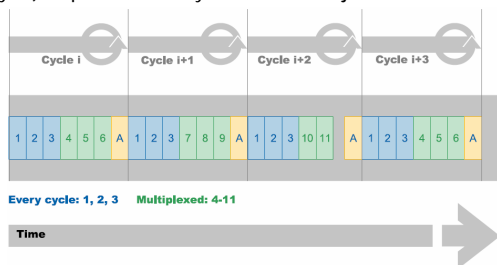 Cycle i Cycle i+1 Cycle i+2 Cycle i+3
1 2 3 4 5 6 A 1 2 3 7 8 9 A 1 2 3 10 11 A 1 2 3 4 5 6 A
Every cycle: 1, 2, 3 Multiplexed: 4-11
Time